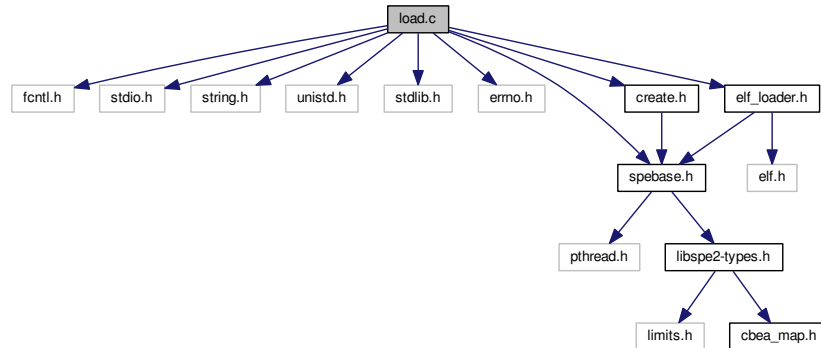 load.c
fcntl.h
stdio.h
string.h
unistd.h
stdlib.h
errno.h
create.h
elf_loader.h
spebase.h
elf.h
pthread.h
libspe2-types.h
limits.h
cbea_map.h